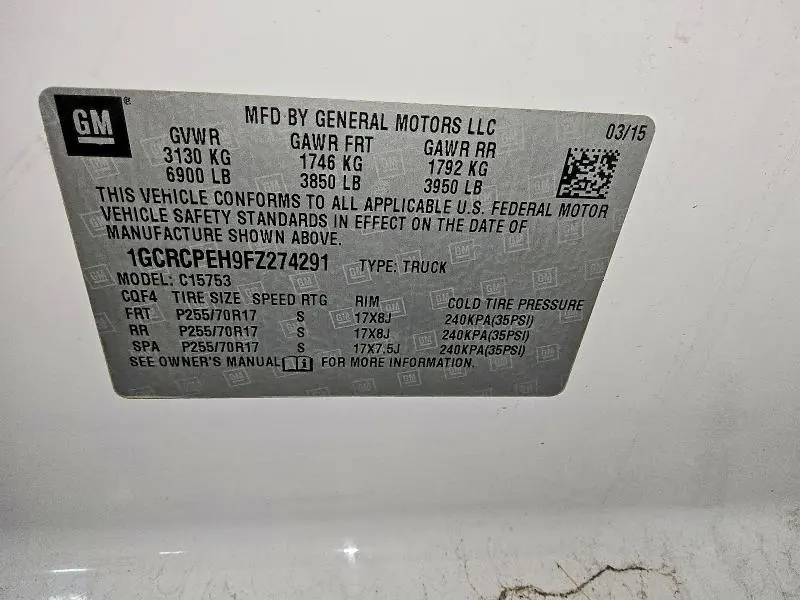 GM®
MFD BY GENERAL MOTORS LLC 03/15
GVWR GAWR FRT GAWR RR
3130 KG 1746 KG 1792 KG
6900 LB 3850 LB 3950 LB
THIS VEHICLE CONFORMS TO ALL APPLICABLE U.S. FEDERAL MOTOR
VEHICLE SAFETY STANDARDS IN EFFECT ON THE DATE OF
MANUFACTURE SHOWN ABOVE.
1GCRCPEH9FZ274291 TYPE: TRUCK
MODEL: C15753
CQF4 TIRE SIZE SPEED RTG RIM COLD TIRE PRESSURE
FRT P255/70R17 S 17X8J 240KPA(35PSI)
RR P255/70R17 S 17X8J 240KPA(35PSI)
SPA P255/70R17 S 17X7.5J 240KPA(35PSI)
SEE OWNER'S MANUAL i FOR MORE INFORMATION.